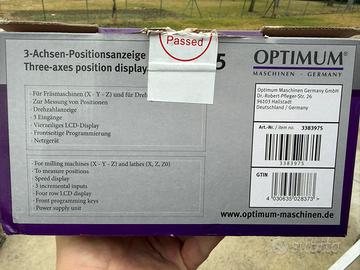 3-Achsen-Positionsanzeige
Three-axes position display
Passed
5
OPTIMUM®
MASCHINEN - GERMANY
• Für Fräsmaschinen (X - Y - Z) und für Dreh
• Zur Messung von Positionen
• Drehzahlanzeige
• 3 Eingänge
• Vierzeiliges LCD-Display
• Frontseitige Programmierung
• Netzgerät
Optimum Maschinen Germany GmbH
Dr.-Robert-Pfleger-Str. 26
96103 Hallstadt
Deutschland / Germany
Art.-Nr. / item no. 3383975
3383975
• For milling machines (X - Y - Z) and lathes (X, Z, Z0)
• To measure positions
• Speed display
• 3 incremental inputs
• Four row LCD display
• Front programming keys
• Power supply unit
GTIN
4030635028373
www.optimum-maschinen.de
subito